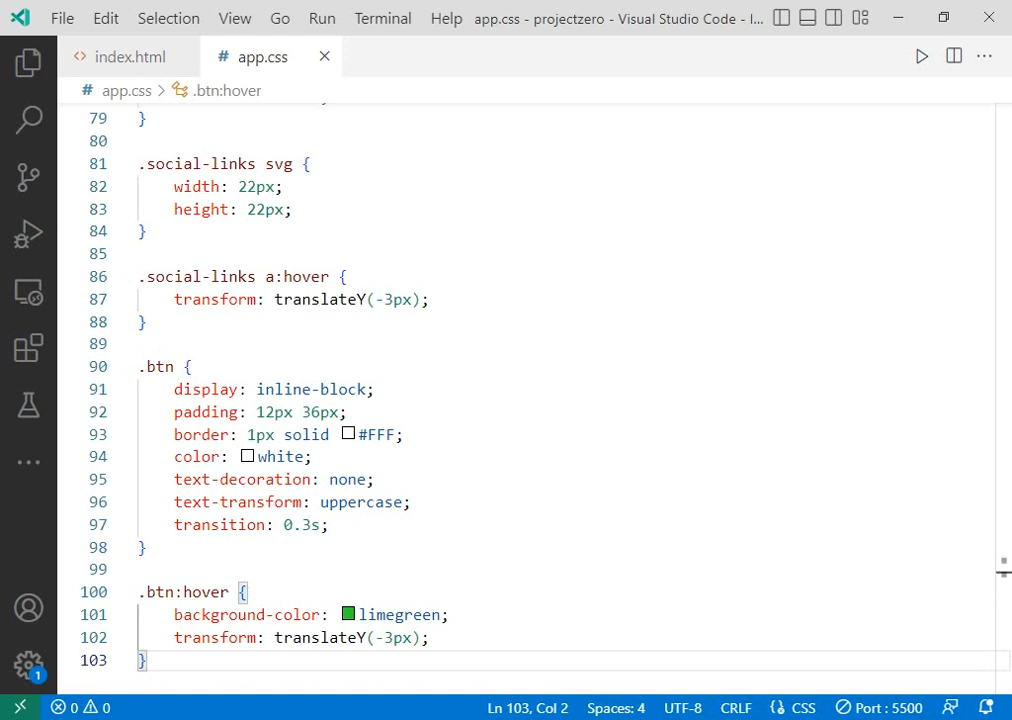 File Edit Selection View Go Run Terminal Help app.css - projectzero - Visual Studio Code - I...
<> index.html # app.css ×
# app.css > .btn:hover
79 }
80
81 .social-links svg {
82 width: 22px;
83 height: 22px;
84 }
85
86 .social-links a:hover {
87 transform: translateY(-3px);
88 }
89
90 .btn {
91 display: inline-block;
92 padding: 12px 36px;
93 border: 1px solid #FFF;
94 color: white;
95 text-decoration: none;
96 text-transform: uppercase;
97 transition: 0.3s;
98 }
99
100 .btn:hover {
101 background-color: limegreen;
102 transform: translateY(-3px);
103 }
1
0 0 Ln 103, Col 2 Spaces: 4 UTF-8 CRLF {} CSS Port : 5500